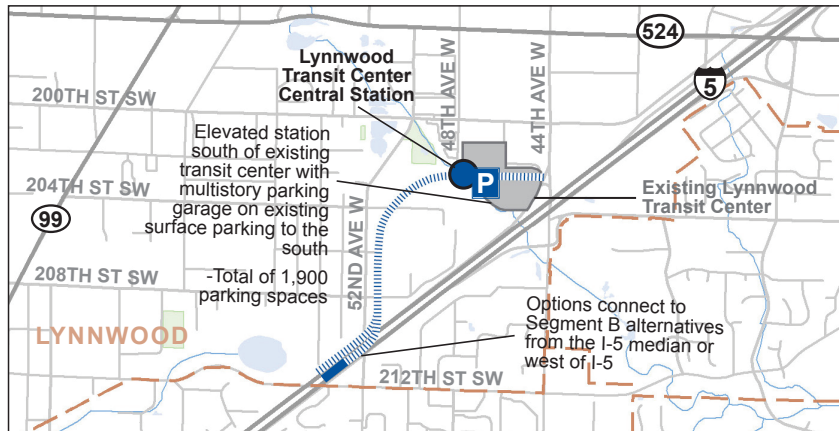 524
Lynnwood
Transit Center
Central Station
48TH AVE W
44TH AVE W
5
200TH ST SW
Elevated station
south of existing
transit center with
multistory parking
garage on existing
surface parking to the
south
-Total of 1,900
parking spaces
P
204TH ST SW
Existing Lynnwood
Transit Center
99
52ND AVE W
208TH ST SW
LYNNWOOD
Options connect to
Segment B alternatives
from the I-5 median or
west of I-5
212TH ST SW